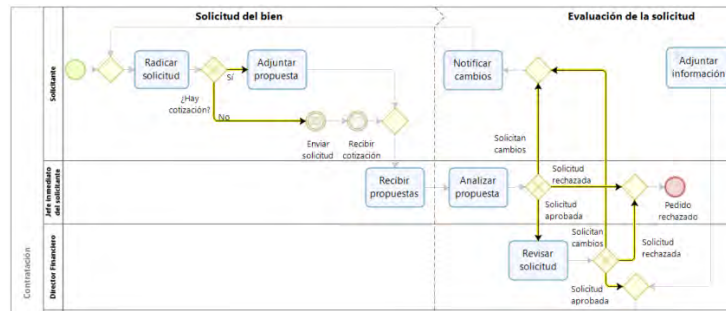 Solicitud del bien
Evaluación de la solicitud
Contratación
Solicitante
Radicar
solicitud
Sí
Adjuntar
propuesta
¿Hay
cotización?
No
Enviar
solicitud
Recibir
cotización
Notificar
cambios
Adjuntar
información
Solicitan
cambios
Jefe inmediato
del solicitante
Recibir
propuestas
Analizar
propuesta
Solicitud
rechazada
Solicitud
aprobada
Pedido
rechazado
Director Financiero
Revisar
solicitud
Solicitan
cambios
Solicitud
rechazada
Solicitud
aprobada